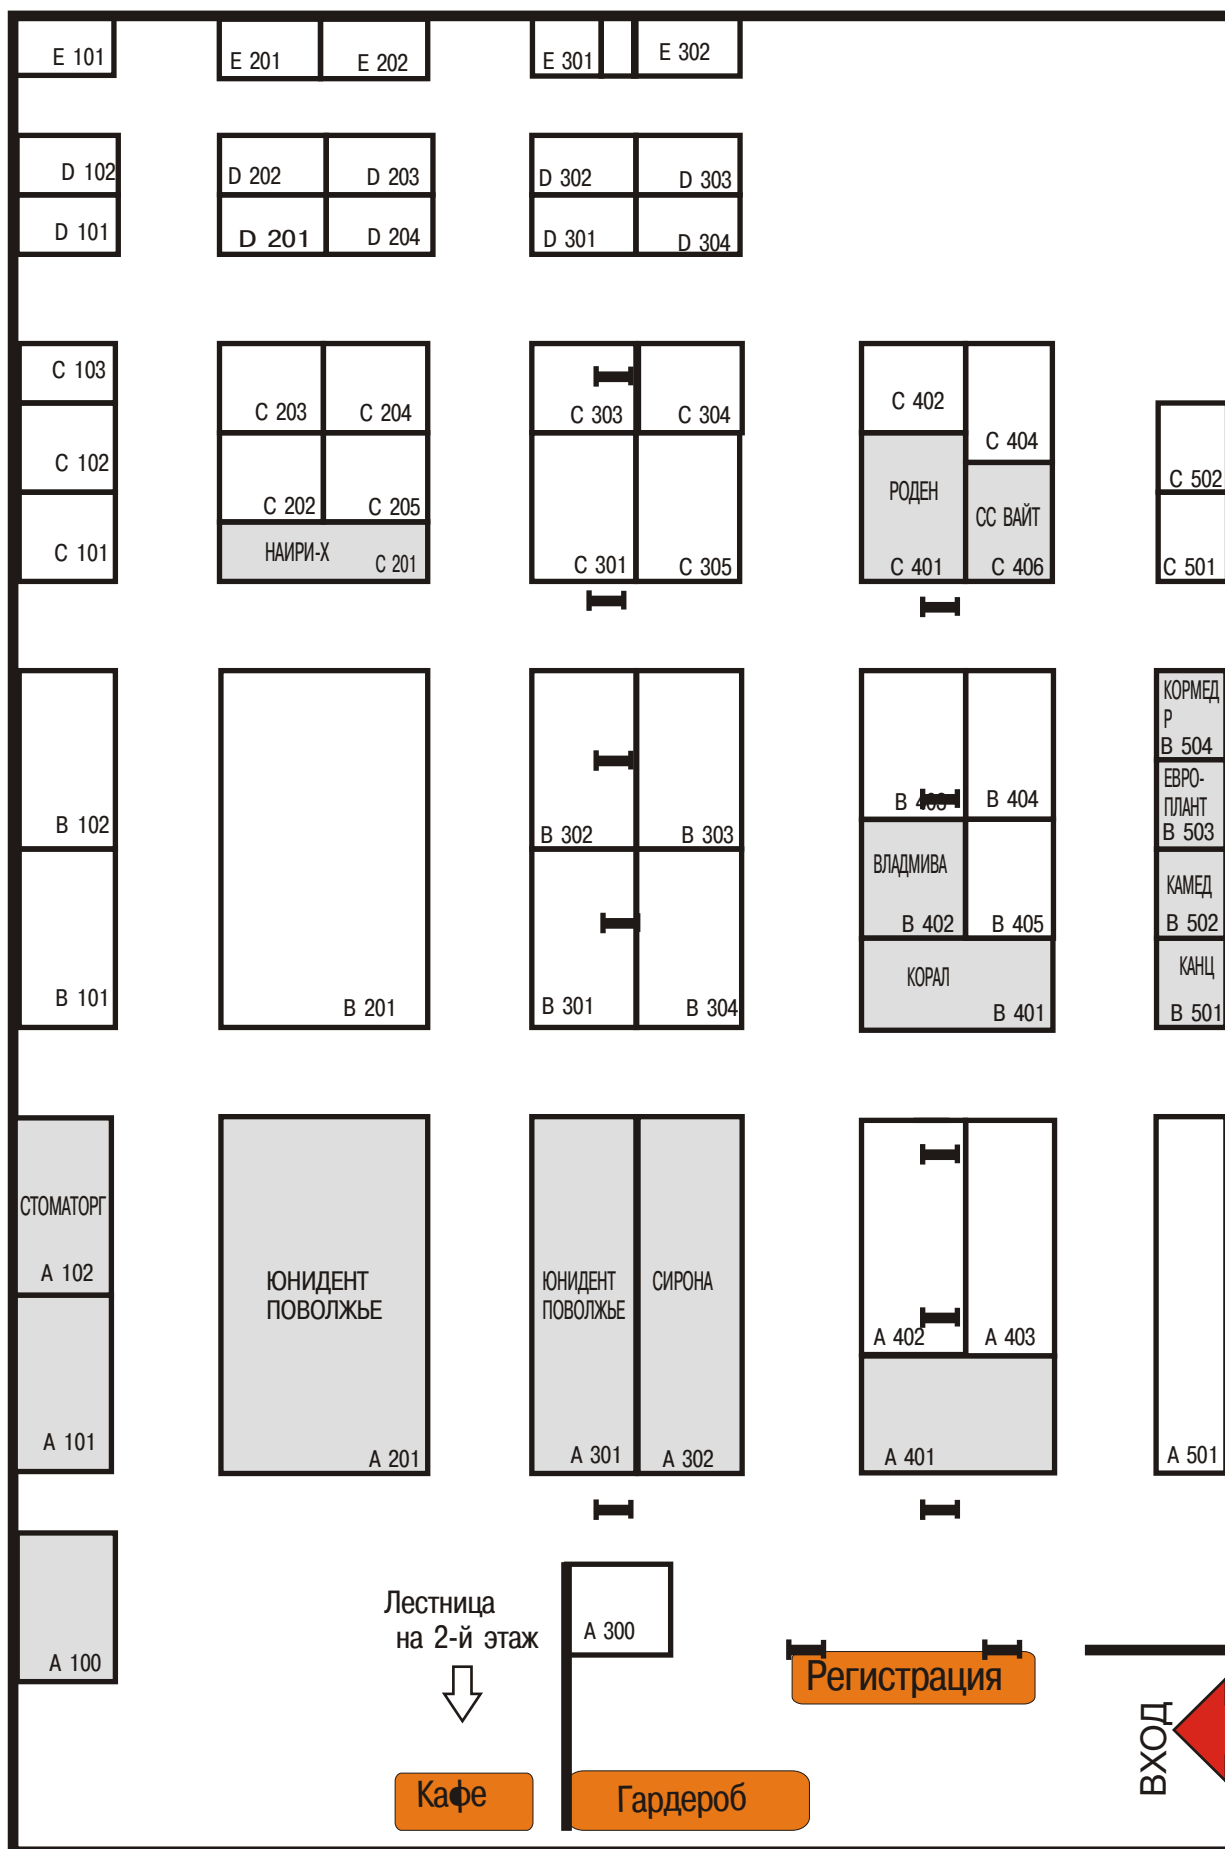 E 101
E 201
E 202
E 301
E 302
D 102
D 202
D 203
D 302
D 303
D 101
D 201
D 204
D 301
D 304
C 103
C 203
C 204
C 303
C 304
C 402
C 404
C 102
C 202
C 205
C 502
РОДЕН
СС ВАЙТ
C 101
НАИРИ-Х
C 201
C 301
C 305
C 401
C 406
C 501
КОРМЕД
Р
B 504
B 102
B 302
B 303
B 403
B 404
ЕВРО-
ПЛАНТ
B 503
ВЛАДМИВА
B 402
B 405
КАМЕД
B 502
B 101
B 201
B 301
B 304
КОРАЛ
B 401
КАНЦ
B 501
СТОМАТОРГ
A 102
ЮНИДЕНТ
ПОВОЛЖЬЕ
ЮНИДЕНТ
ПОВОЛЖЬЕ
СИРОНА
A 402
A 403
A 101
A 201
A 301
A 302
A 401
A 501
A 100
Лестница
на 2-й этаж
A 300
Регистрация
ВХОД
Кафе
Гардероб